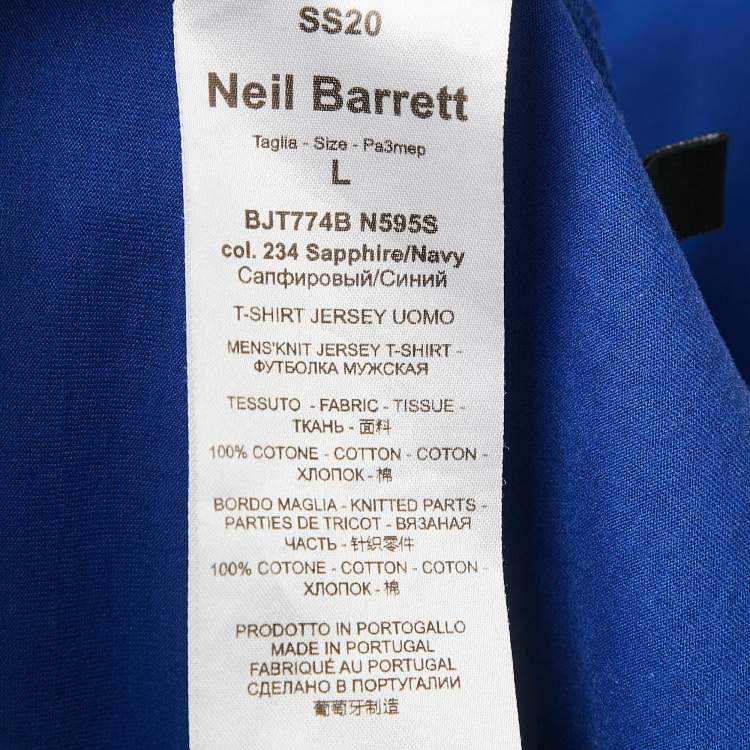 SS20
Neil Barrett
Taglia - Size - Pa3mep
L
BJT774B N595S
col. 234 Sapphire/Navy
Сапфировый/Синий
T-SHIRT JERSEY UOMO
MENS'KNIT JERSEY T-SHIRT -
ФУТБОЛКА МУЖСКАЯ
TESSUTO - FABRIC - TISSUE -
ТКАНЬ - 面料
100% COTONE - COTTON - COTON -
ХЛОПОК - 棉
BORDO MAGLIA - KNITTED PARTS -
PARTIES DE TRICOT - ВЯЗАНАЯ
ЧАСТЬ - 针织零件
100% COTONE - COTTON - COTON -
ХЛОПОК - 棉
PRODOTTO IN PORTOGALLO
MADE IN PORTUGAL
FABRIQUÉ AU PORTUGAL
СДЕЛАНО В ПОРТУГАЛИИ
葡萄牙制造